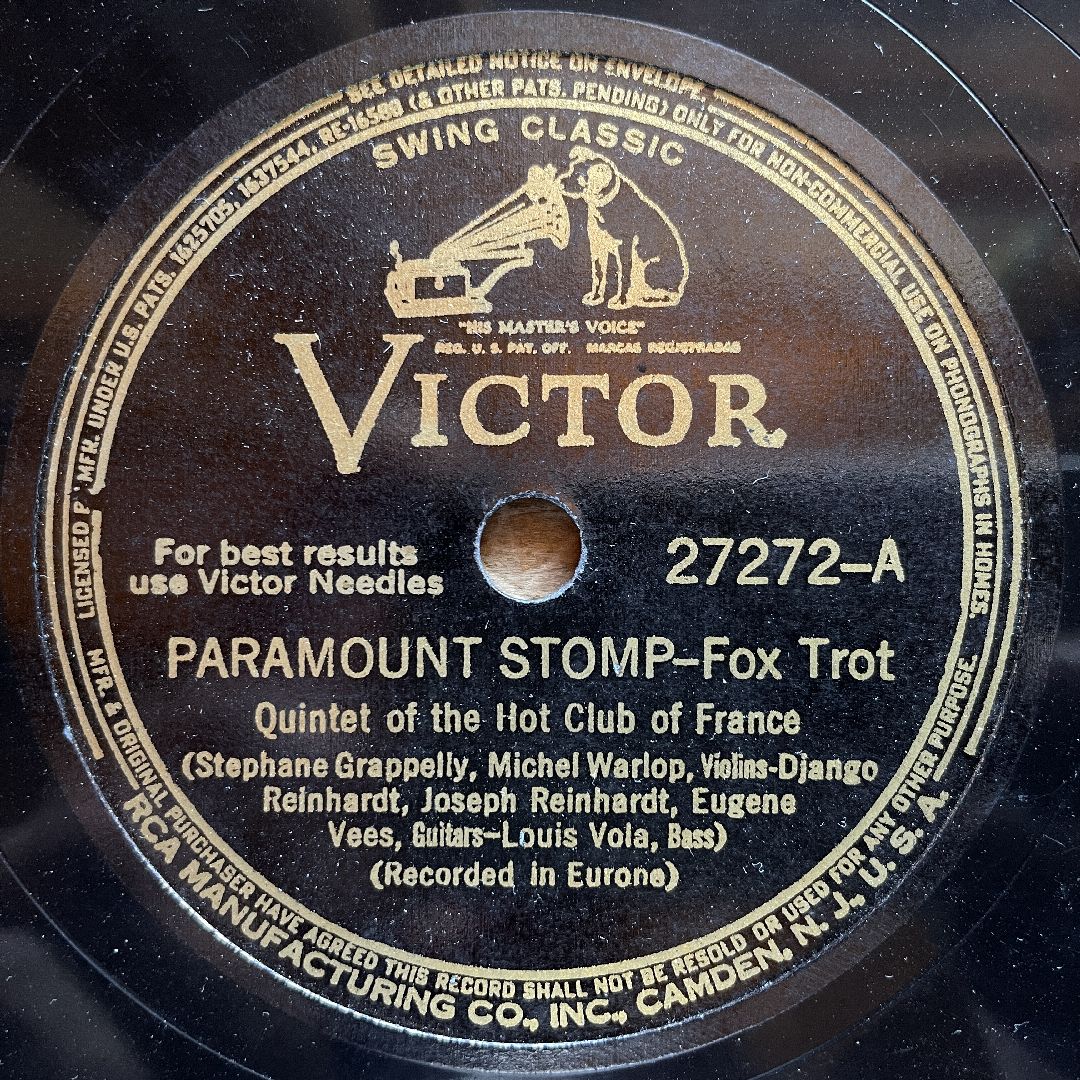 SEE DETAILED NOTICE ON ENVELOPE.
LICENSED MFR. UNDER U.S. PATS. 1625705, 1637544, RE-16588 (& OTHER PATS. PENDING) ONLY FOR NON-COMMERCIAL USE ON PHONOGRAPHS IN HOMES.
SWING CLASSIC
"HIS MASTER'S VOICE"
REG. U. S. PAT. OFF. MARCAS REGISTRADAS
VICTOR
For best results
use Victor Needles
27272-A
PARAMOUNT STOMP-Fox Trot
Quintet of the Hot Club of France
(Stephane Grappelly, Michel Warlop, Violins-Django
Reinhardt, Joseph Reinhardt, Eugene
Vees, Guitars-Louis Vola, Bass)
(Recorded in Europe)
MFR. & ORIGINAL PURCHASER HAVE AGREED THIS RECORD SHALL NOT BE RESOLD OR USED FOR ANY OTHER PURPOSE.
RCA MANUFACTURING CO., INC., CAMDEN, N. J., U. S. A.